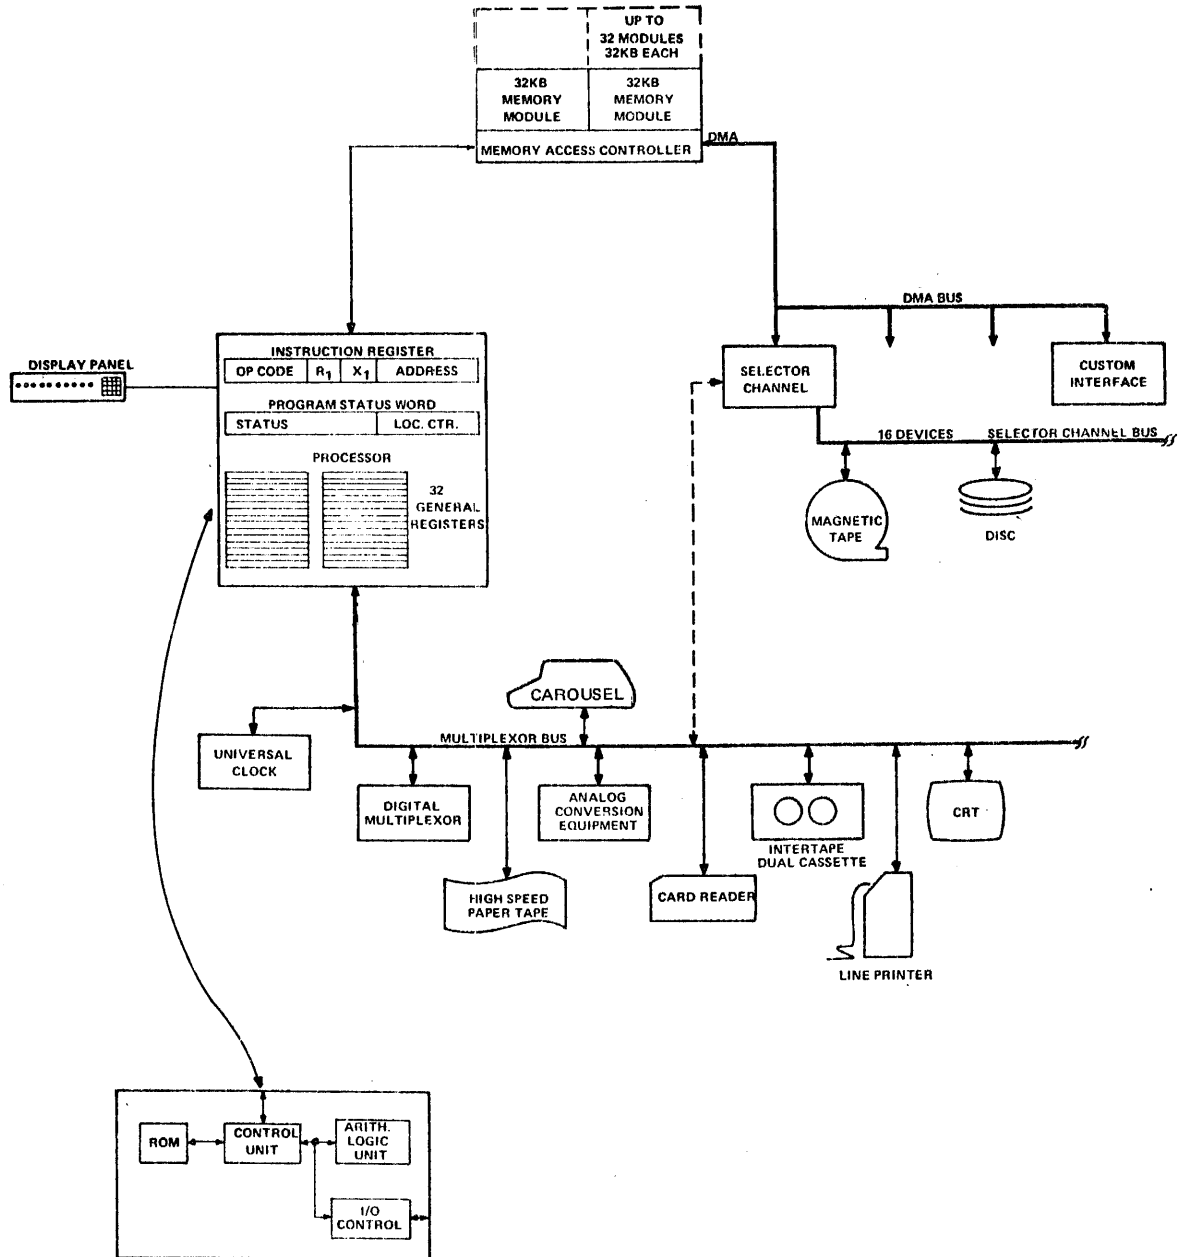 UP TO
32 MODULES
32KB EACH
32KB
MEMORY
MODULE
32KB
MEMORY
MODULE
MEMORY ACCESS CONTROLLER
DMA
DMA BUS
DISPLAY PANEL
INSTRUCTION REGISTER
OP CODE R1 X1 ADDRESS
PROGRAM STATUS WORD
STATUS LOC. CTR.
PROCESSOR
32
GENERAL
REGISTERS
SELECTOR
CHANNEL
CUSTOM
INTERFACE
16 DEVICES SELECTOR CHANNEL BUS
MAGNETIC
TAPE
DISC
CAROUSEL
MULTIPLEXOR BUS
UNIVERSAL
CLOCK
DIGITAL
MULTIPLEXOR
ANALOG
CONVERSION
EQUIPMENT
INTERTAPE
DUAL CASSETTE
CRT
HIGH SPEED
PAPER TAPE
CARD READER
LINE PRINTER
ROM
CONTROL
UNIT
ARITH.
LOGIC
UNIT
I/O
CONTROL